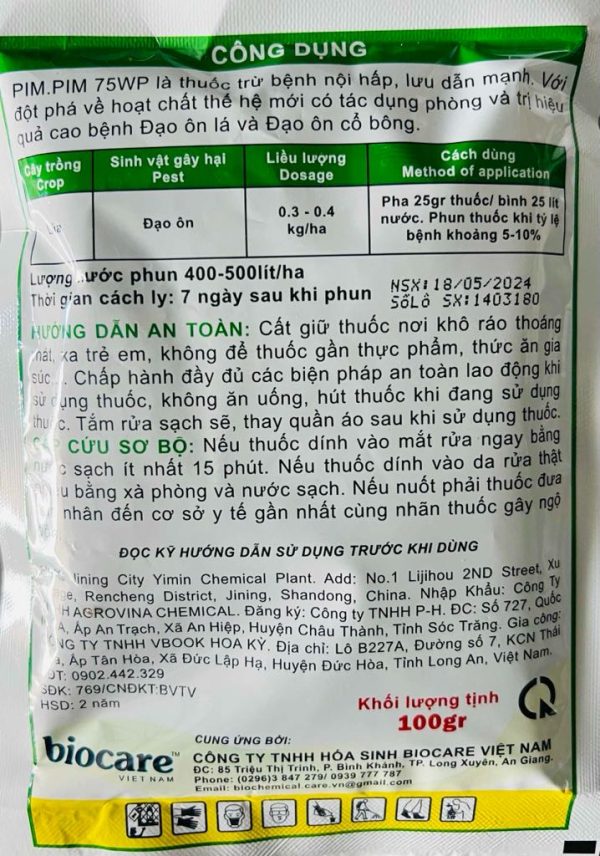 CÔNG DỤNG
PIM.PIM 75WP là thuốc trừ bệnh nội hấp, lưu dẫn mạnh. Với
đột phá về hoạt chất thế hệ mới có tác dụng phòng và trị hiệu
quả cao bệnh Đạo ôn lá và Đạo ôn cổ bông.
Cây trồng Crop
Sinh vật gây hại Pest
Liều lượng Dosage
Cách dùng Method of application
Đạo ôn
0.3 - 0.4 kg/ha
Pha 25gr thuốc/ bình 25 lít
nước. Phun thuốc khi tỷ lệ
bệnh khoảng 5-10%
Lượng nước phun 400-500lít/ha
Thời gian cách ly: 7 ngày sau khi phun
NSX: 18/05/2024
SốLô SX:1403180
HƯỚNG DẪN AN TOÀN: Cất giữ thuốc nơi khô ráo thoáng
mát, xa trẻ em, không để thuốc gần thực phẩm, thức ăn gia
súc... Chấp hành đầy đủ các biện pháp an toàn lao động khi
sử dụng thuốc, không ăn uống, hút thuốc khi đang sử dụng
thuốc. Tắm rửa sạch sẽ, thay quần áo sau khi sử dụng thuốc.
CẤP CỨU SƠ BỘ: Nếu thuốc dính vào mắt rửa ngay bằng
nước sạch ít nhất 15 phút. Nếu thuốc dính vào da rửa thật
bằng xà phòng và nước sạch. Nếu nuốt phải thuốc đưa
nhân đến cơ sở y tế gần nhất cùng nhãn thuốc gây ngộ
ĐỌC KỸ HƯỚNG DẪN SỬ DỤNG TRƯỚC KHI DÙNG
Jining City Yimin Chemical Plant. Add: No.1 Lijihou 2ND Street, Xu
Rencheng District, Jining, Shandong, China. Nhập Khẩu: Công Ty
AGROVINA CHEMICAL. Đăng ký: Công ty TNHH P-H. ĐC: Số 727, Quốc
Ấp An Trạch, Xã An Hiệp, Huyện Châu Thành, Tỉnh Sóc Trăng. Gia công:
CÔNG TY TNHH VBOOK HOA KỲ. Địa chỉ: Lô B227A, Đường số 7, KCN Thái
Ấp Tân Hòa, Xã Đức Lập Hạ, Huyện Đức Hòa, Tỉnh Long An, Việt Nam.
ĐT: 0902.442.329
SĐK: 769/CNĐKT:BVTV
HSD: 2 năm
Khối lượng tịnh
100gr
biocare™
VIỆT NAM
CUNG ỨNG BỞI:
CÔNG TY TNHH HÓA SINH BIOCARE VIỆT NAM
ĐC: 85 Triệu Thị Trinh, P. Bình Khánh, TP. Long Xuyên, An Giang.
Phone: (0296)3 847 279/ 0939 777 787
Email: biochemical.care.vn@gmail.com